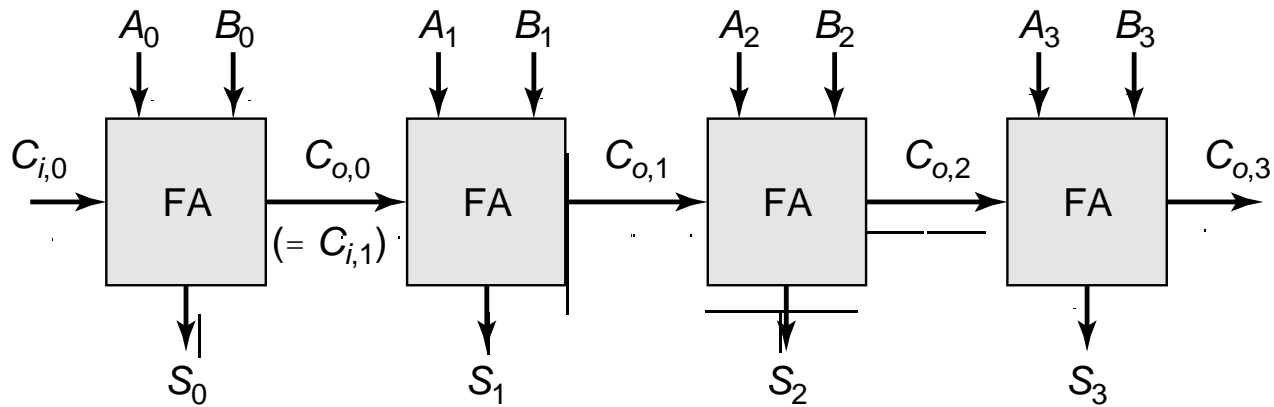 A0 B0 A1 B1 A2 B2 A3 B3
Ci,0 FA Co,0 FA Co,1 FA Co,2 FA Co,3
(= Ci,1)
S0 S1 S2 S3